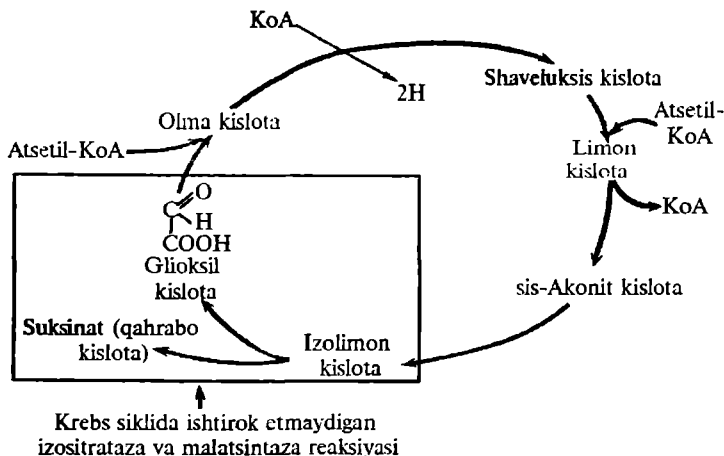 KoA
2H
Shaveluksis kislota
Olma kislota
Atsetil-
KoA
Atsetil-KoA
Limon
kislota
KoA
C
O
H
COOH
Glioksil
kislota
sis-Akonit kislota
Suksinat (qahrabo
kislota)
Izolimon
kislota
Krebs siklida ishtirok etmaydigan
izositrataza va malatsintaza reaksiyasi